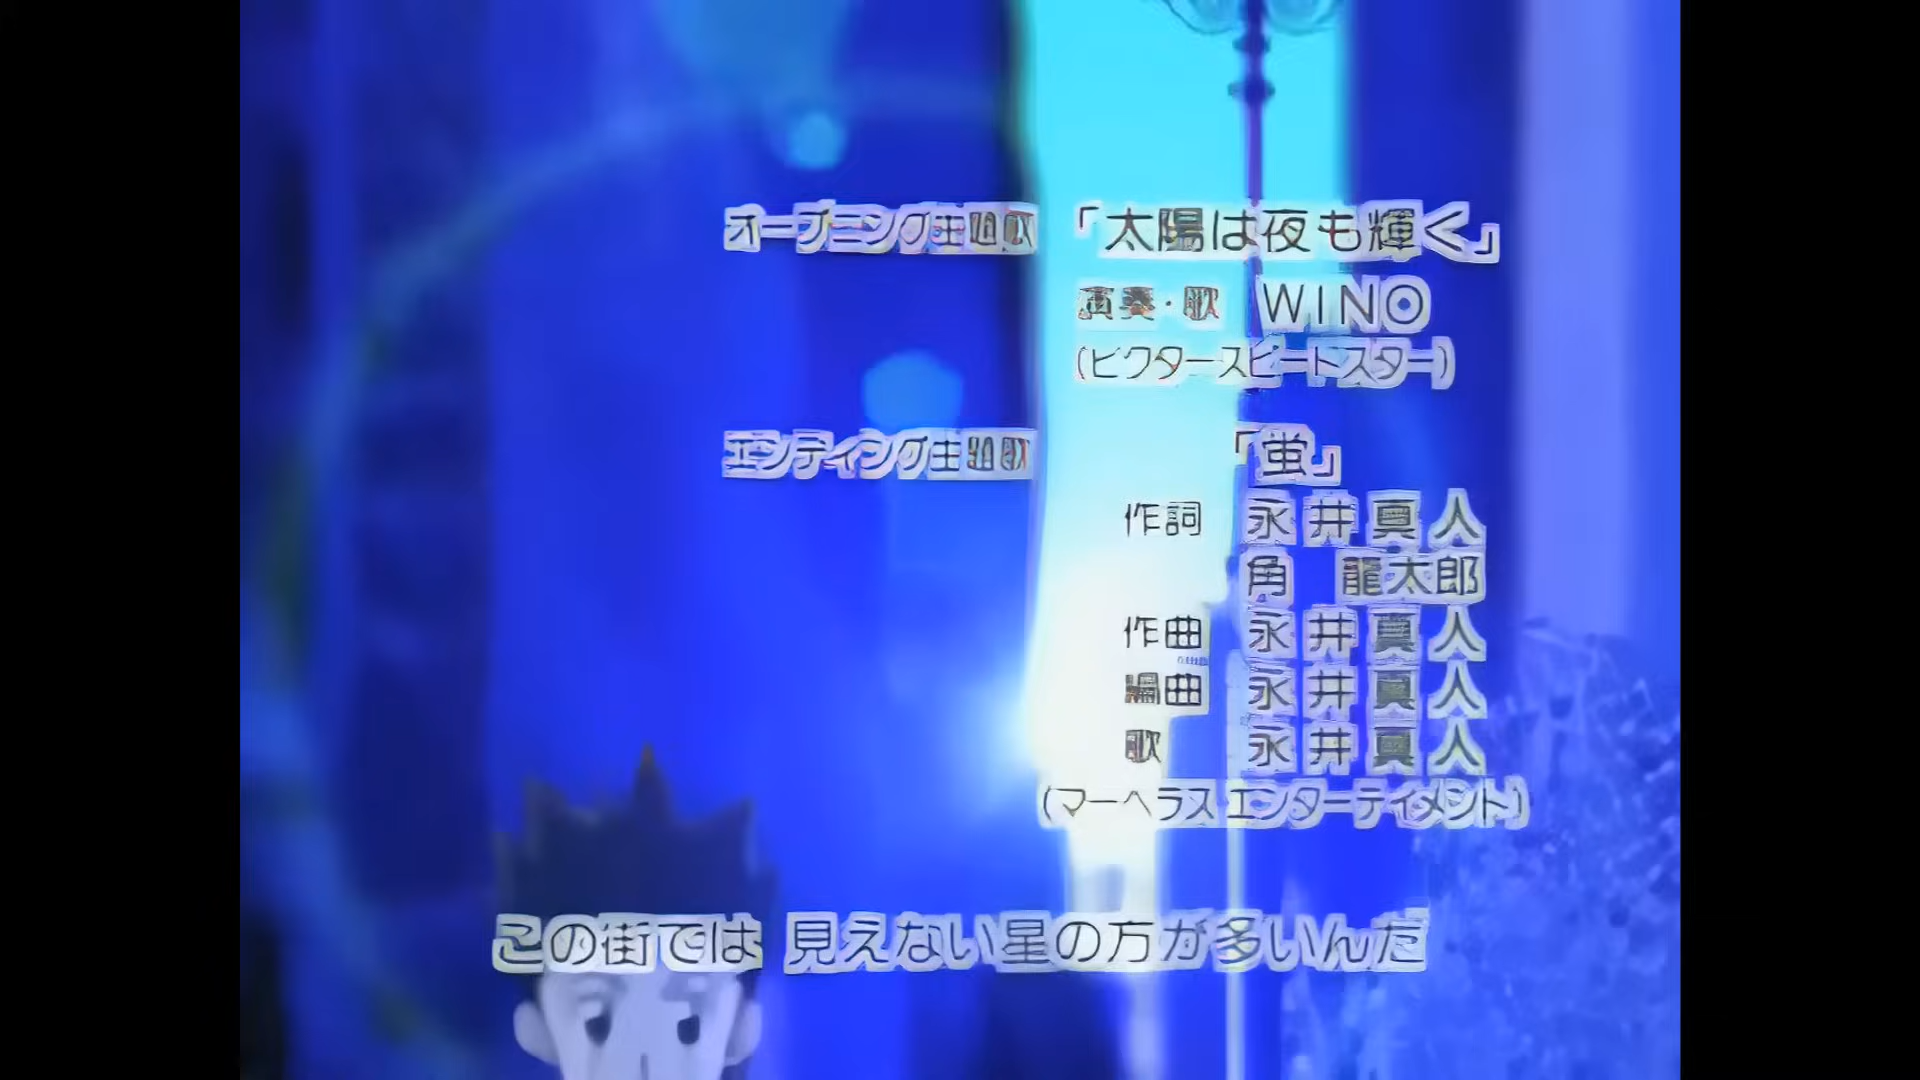 オープニング主題歌 「太陽は夜も輝く」
演奏・歌 WINO
(ビクタースピードスター)
エンディング主題歌 「蛍」
作詞 永井真人
角 龍太郎
作曲 永井真人
編曲 永井真人
歌 永井真人
(マーベラス エンターテイメント)
この街では 見えない星の方が多いんだ